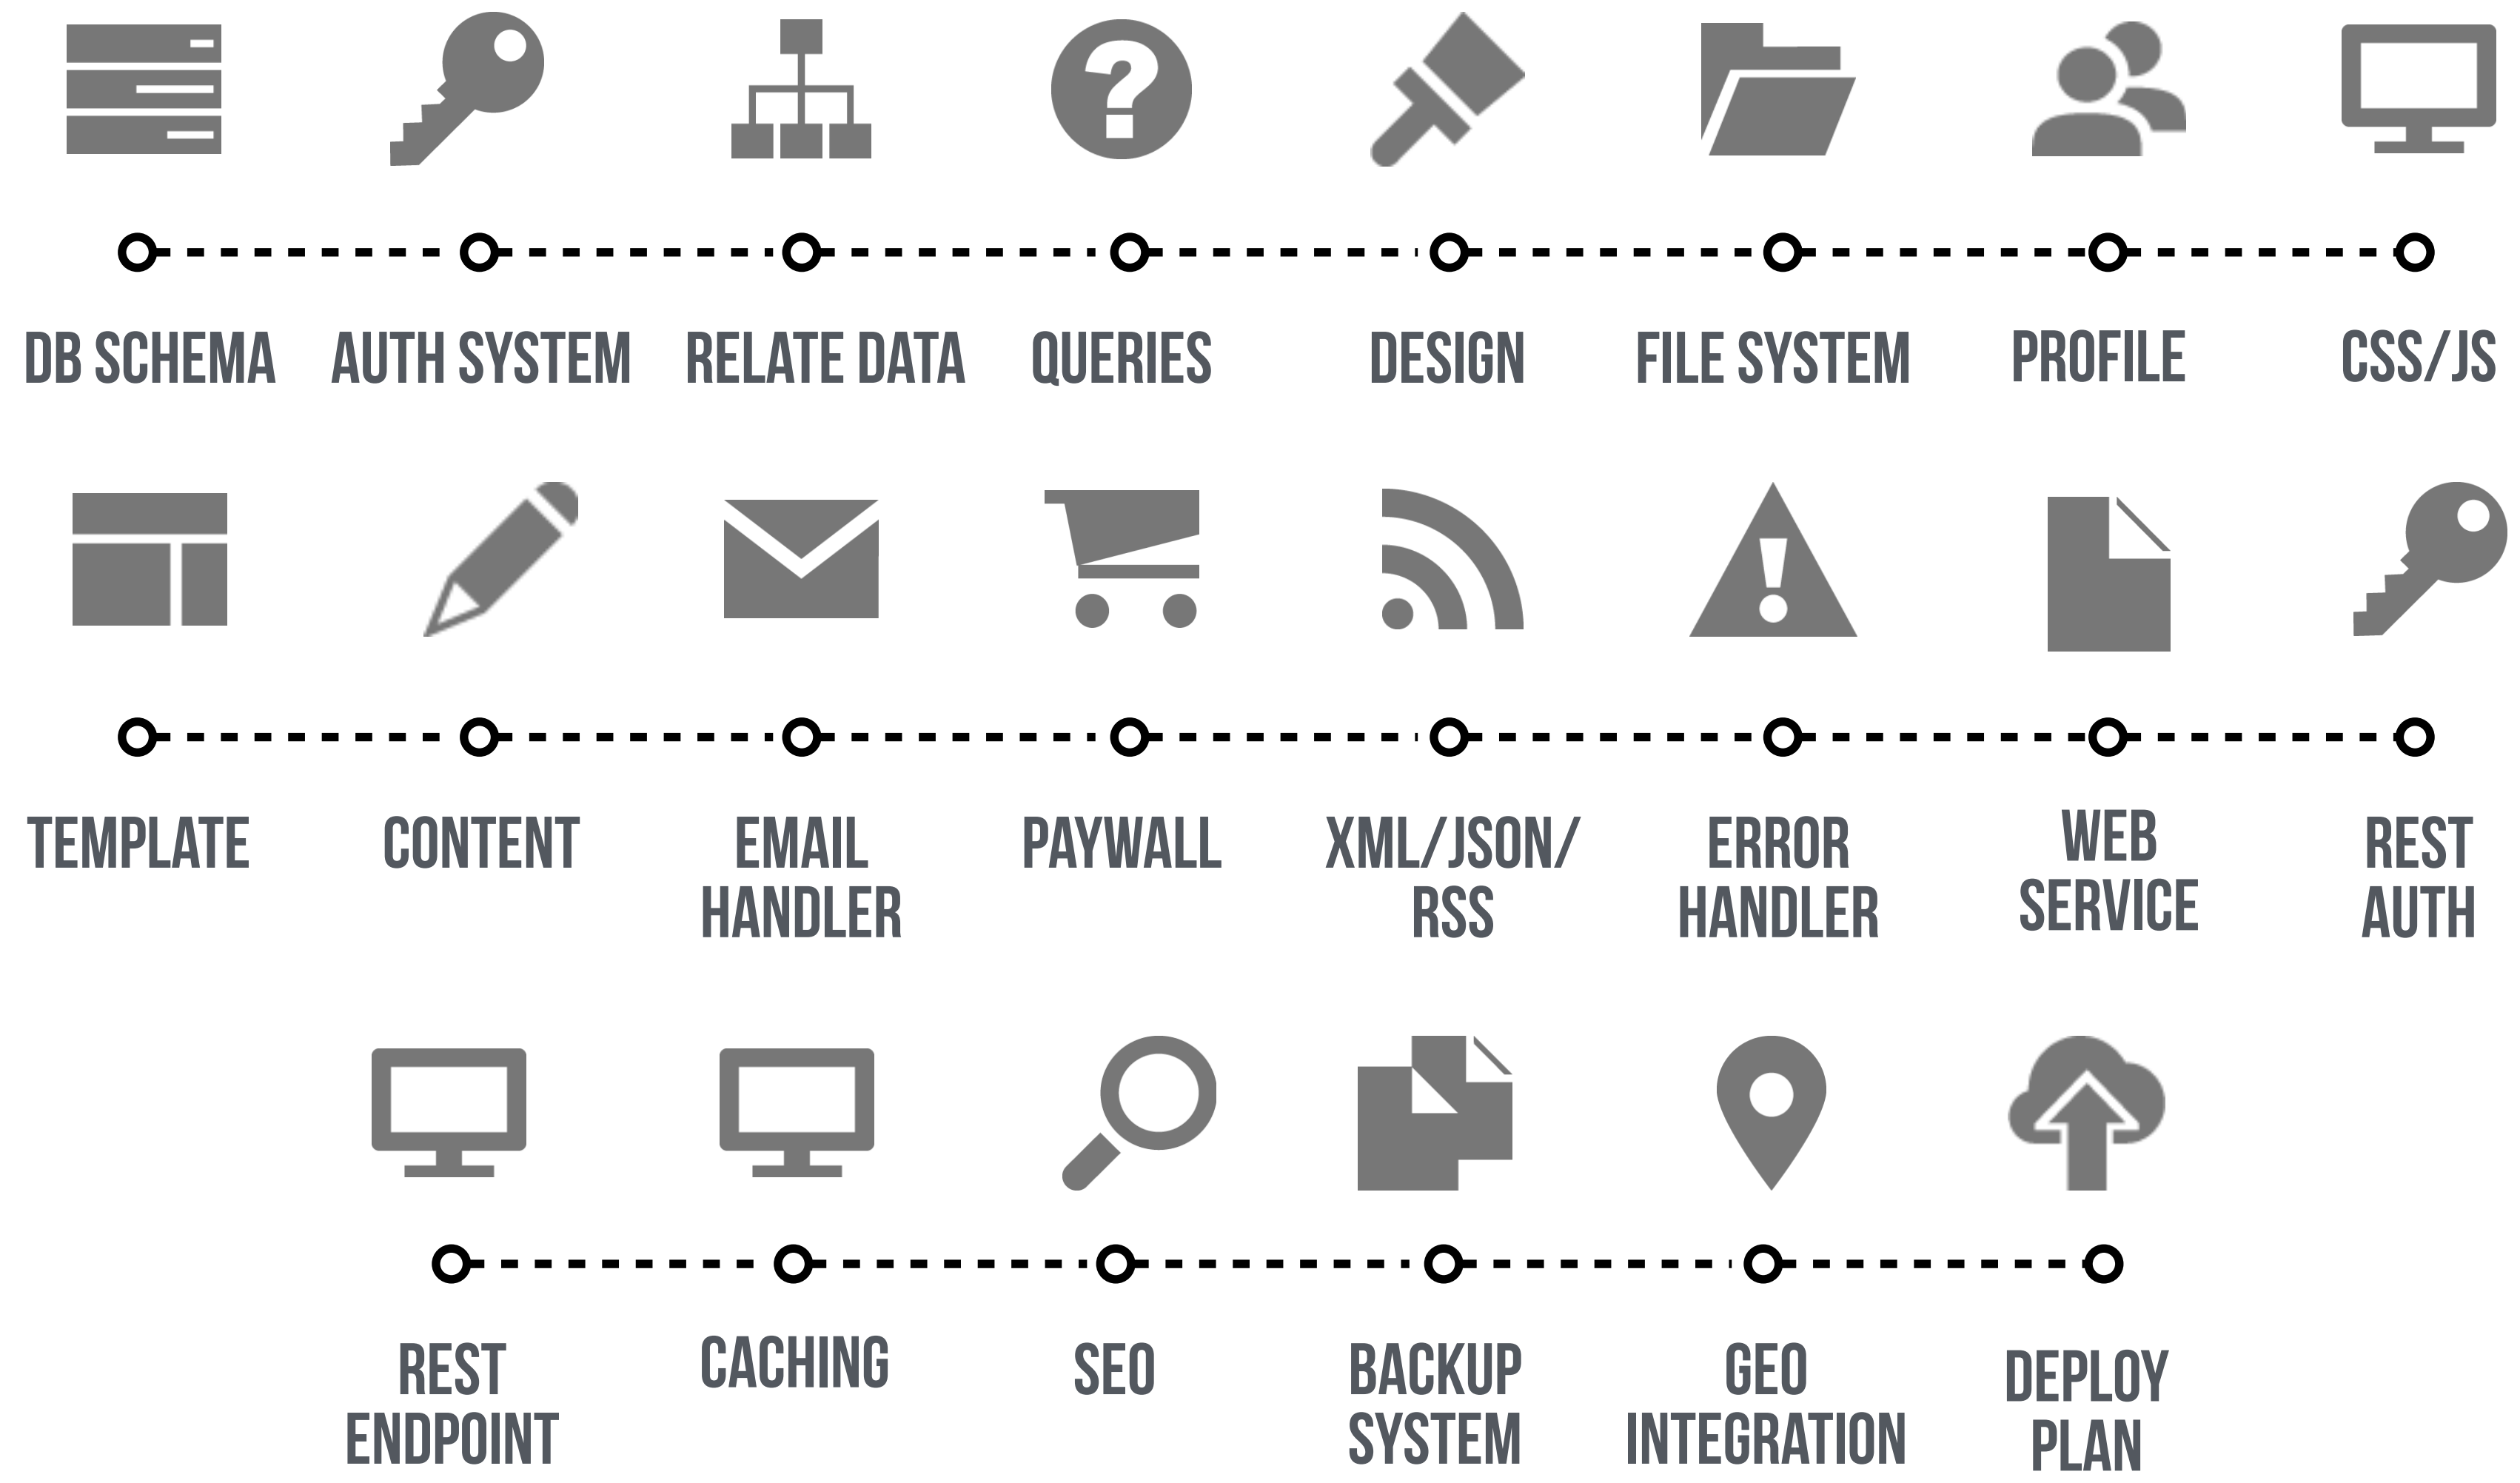 DB SCHEMA
AUTH SYSTEM
RELATE DATA
QUERIES
DESIGN
FILE SYSTEM
PROFILE
CSS/JS
TEMPLATE
CONTENT
EMAIL
HANDLER
PAYWALL
XML/JSON/
RSS
ERROR
HANDLER
WEB
SERVICE
REST
AUTH
REST
ENDPOINT
CACHING
SEO
BACKUP
SYSTEM
GEO
INTEGRATION
DEPLOY
PLAN